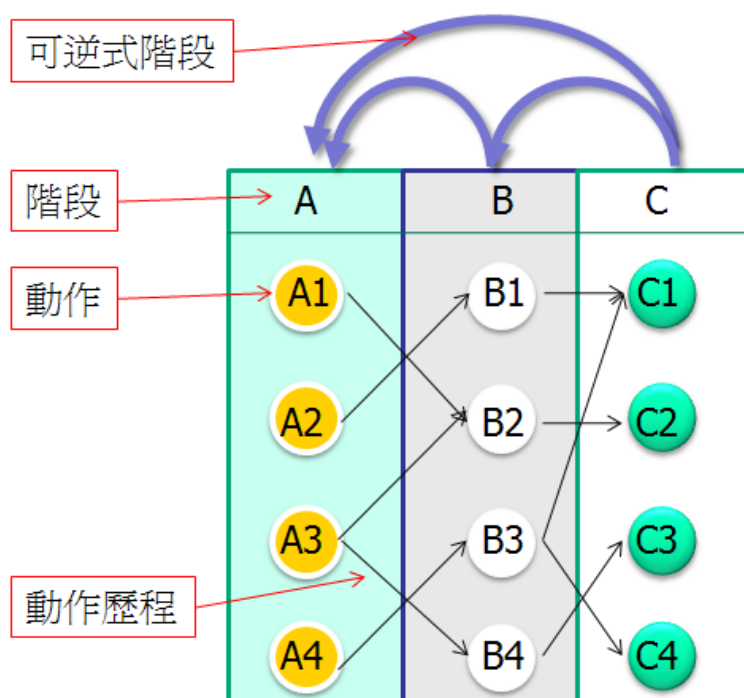 可逆式階段
階段
A B C
動作
A1 B1 C1
A2 B2 C2
A3 B3 C3
動作歷程
A4 B4 C4